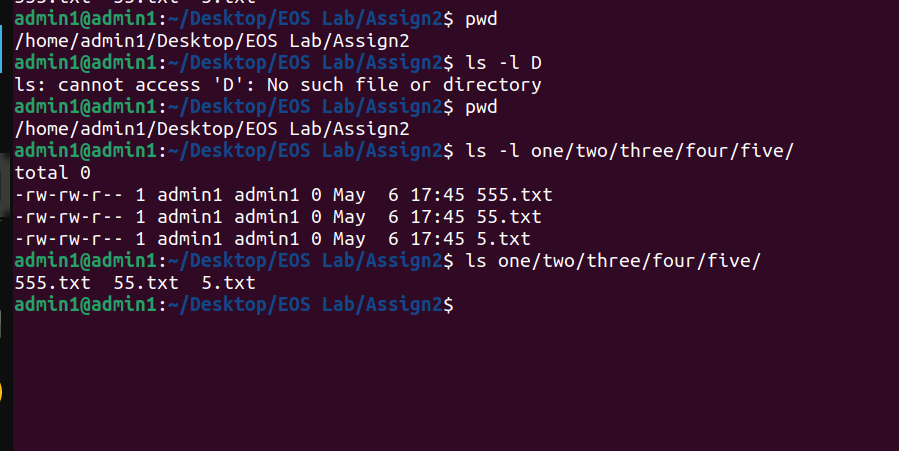 555.txt  55.txt  5.txt
admin1@admin1:~/Desktop/EOS Lab/Assign2$ pwd
/home/admin1/Desktop/EOS Lab/Assign2
admin1@admin1:~/Desktop/EOS Lab/Assign2$ ls -l D
ls: cannot access 'D': No such file or directory
admin1@admin1:~/Desktop/EOS Lab/Assign2$ pwd
/home/admin1/Desktop/EOS Lab/Assign2
admin1@admin1:~/Desktop/EOS Lab/Assign2$ ls -l one/two/three/four/five/
total 0
-rw-rw-r-- 1 admin1 admin1 0 May  6 17:45 555.txt
-rw-rw-r-- 1 admin1 admin1 0 May  6 17:45 55.txt
-rw-rw-r-- 1 admin1 admin1 0 May  6 17:45 5.txt
admin1@admin1:~/Desktop/EOS Lab/Assign2$ ls one/two/three/four/five/
555.txt  55.txt  5.txt
admin1@admin1:~/Desktop/EOS Lab/Assign2$